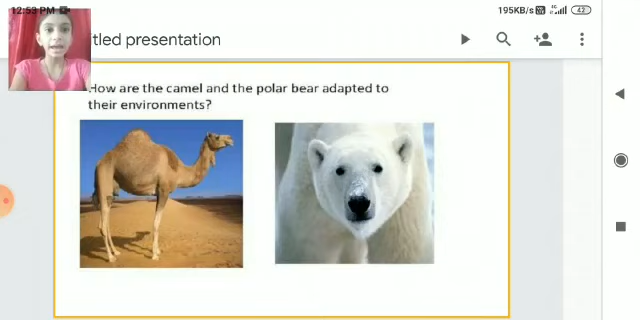 12:53 PM
195KB/s 4G 42
tled presentation
How are the camel and the polar bear adapted to
their environments?